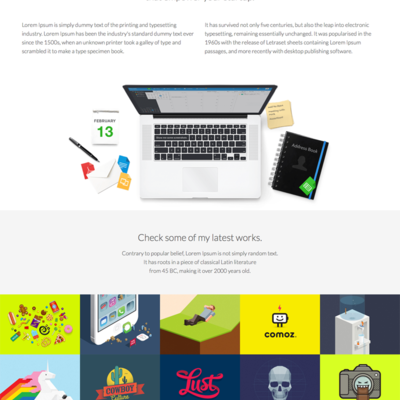 Lorem Ipsum is simply dummy text of the printing and typesetting
industry. Lorem Ipsum has been the industry's standard dummy text ever
since the 1500s, when an unknown printer took a galley of type and
scrambled it to make a type specimen book.
It has survived not only five centuries, but also the leap into electronic
typesetting, remaining essentially unchanged. It was popularised in the
1960s with the release of Letraset sheets containing Lorem Ipsum
passages, and more recently with desktop publishing software.
FEBRUARY
13
Address Book
Check some of my latest works.
Contrary to popular belief, Lorem Ipsum is not simply random text.
It has roots in a piece of classical Latin literature
from 45 BC, making it over 2000 years old.
comoz.
COWBOY
Lust